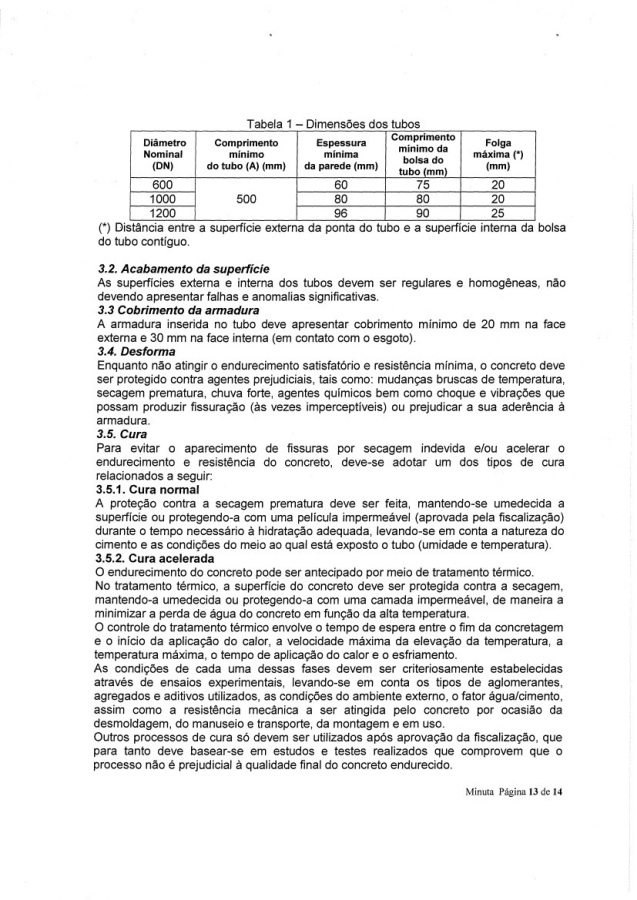 Tabela 1 – Dimensões dos tubos
Diâmetro Nominal (DN) Comprimento mínimo do tubo (A) (mm) Espessura mínima da parede (mm) Comprimento mínimo da bolsa do tubo (mm) Folga máxima (*) (mm)
600 500 60 75 20
1000 80 80 20
1200 96 90 25
(*) Distância entre a superfície externa da ponta do tubo e a superfície interna da bolsa
do tubo contíguo.
3.2. Acabamento da superfície
As superfícies externa e interna dos tubos devem ser regulares e homogêneas, não
devendo apresentar falhas e anomalias significativas.
3.3 Cobrimento da armadura
A armadura inserida no tubo deve apresentar cobrimento mínimo de 20 mm na face
externa e 30 mm na face interna (em contato com o esgoto).
3.4. Desforma
Enquanto não atingir o endurecimento satisfatório e resistência mínima, o concreto deve
ser protegido contra agentes prejudiciais, tais como: mudanças bruscas de temperatura,
secagem prematura, chuva forte, agentes químicos bem como choque e vibrações que
possam produzir fissuração (às vezes imperceptíveis) ou prejudicar a sua aderência à
armadura.
3.5. Cura
Para evitar o aparecimento de fissuras por secagem indevida e/ou acelerar o
endurecimento e resistência do concreto, deve-se adotar um dos tipos de cura
relacionados a seguir:
3.5.1. Cura normal
A proteção contra a secagem prematura deve ser feita, mantendo-se umedecida a
superfície ou protegendo-a com uma película impermeável (aprovada pela fiscalização)
durante o tempo necessário à hidratação adequada, levando-se em conta a natureza do
cimento e as condições do meio ao qual está exposto o tubo (umidade e temperatura).
3.5.2. Cura acelerada
O endurecimento do concreto pode ser antecipado por meio de tratamento térmico.
No tratamento térmico, a superfície do concreto deve ser protegida contra a secagem,
mantendo-a umedecida ou protegendo-a com uma camada impermeável, de maneira a
minimizar a perda de água do concreto em função da alta temperatura.
O controle do tratamento térmico envolve o tempo de espera entre o fim da concretagem
e o início da aplicação do calor, a velocidade máxima da elevação da temperatura, a
temperatura máxima, o tempo de aplicação do calor e o esfriamento.
As condições de cada uma dessas fases devem ser criteriosamente estabelecidas
através de ensaios experimentais, levando-se em conta os tipos de aglomerantes,
agregados e aditivos utilizados, as condições do ambiente externo, o fator água/cimento,
assim como a resistência mecânica a ser atingida pelo concreto por ocasião da
desmoldagem, do manuseio e transporte, da montagem e em uso.
Outros processos de cura só devem ser utilizados após aprovação da fiscalização, que
para tanto deve basear-se em estudos e testes realizados que comprovem que o
processo não é prejudicial à qualidade final do concreto endurecido.
Minuta Página 13 de 14